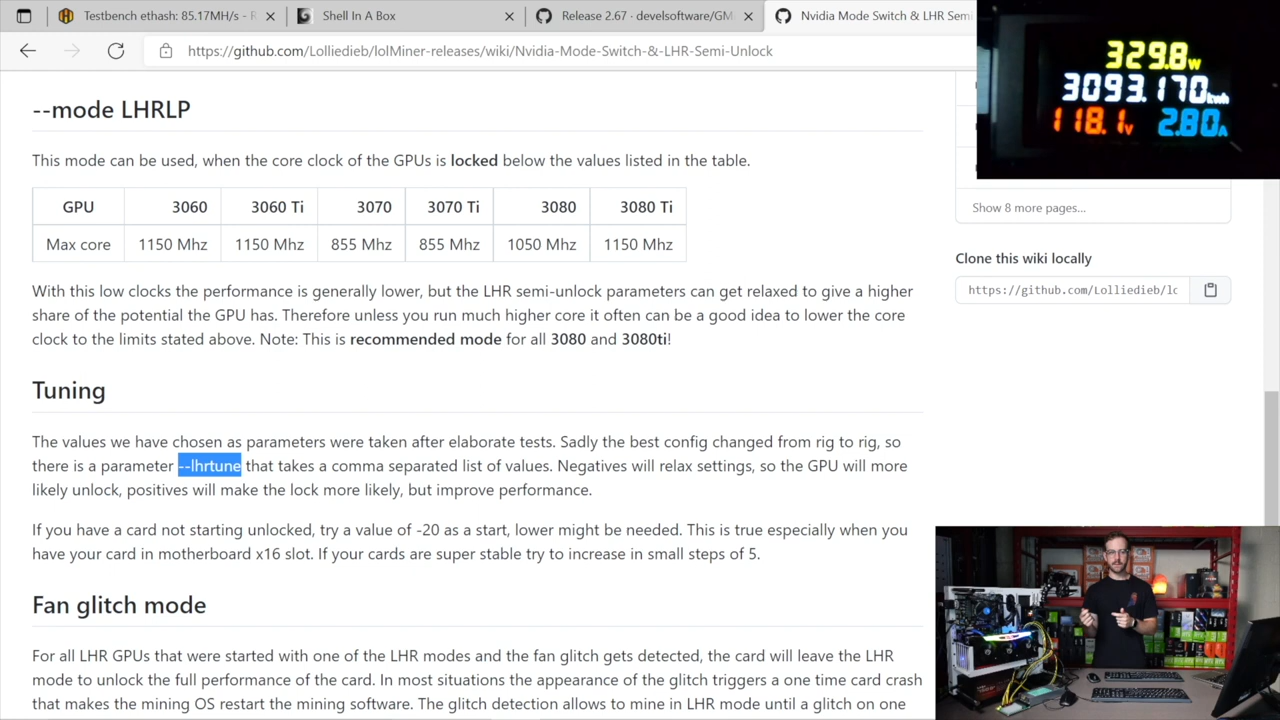 Testbench ethash: 85.17MH/s - R
Shell In A Box
Release 2.67 · develsoftware/GM
Nvidia Mode Switch & LHR Semi
https://github.com/Lolliedieb/lolMiner-releases/wiki/Nvidia-Mode-Switch-&-LHR-Semi-Unlock
329.8W
3093.170kWh
118.1V 2.80A
--mode LHRLP
This mode can be used, when the core clock of the GPUs is locked below the values listed in the table.
GPU 3060 3060 Ti 3070 3070 Ti 3080 3080 Ti
Max core 1150 Mhz 1150 Mhz 855 Mhz 855 Mhz 1050 Mhz 1150 Mhz
With this low clocks the performance is generally lower, but the LHR semi-unlock parameters can get relaxed to give a higher
share of the potential the GPU has. Therefore unless you run much higher core it often can be a good idea to lower the core
clock to the limits stated above. Note: This is recommended mode for all 3080 and 3080ti!
Tuning
The values we have chosen as parameters were taken after elaborate tests. Sadly the best config changed from rig to rig, so
there is a parameter --lhrtune that takes a comma separated list of values. Negatives will relax settings, so the GPU will more
likely unlock, positives will make the lock more likely, but improve performance.
If you have a card not starting unlocked, try a value of -20 as a start, lower might be needed. This is true especially when you
have your card in motherboard x16 slot. If your cards are super stable try to increase in small steps of 5.
Fan glitch mode
For all LHR GPUs that were started with one of the LHR modes and the fan glitch gets detected, the card will leave the LHR
mode to unlock the full performance of the card. In most situations the appearance of the glitch triggers a one time card crash
that makes the mining OS restart the mining software. The glitch detection allows to mine in LHR mode until a glitch on one
Show 8 more pages...
Clone this wiki locally
https://github.com/Lolliedieb/lo